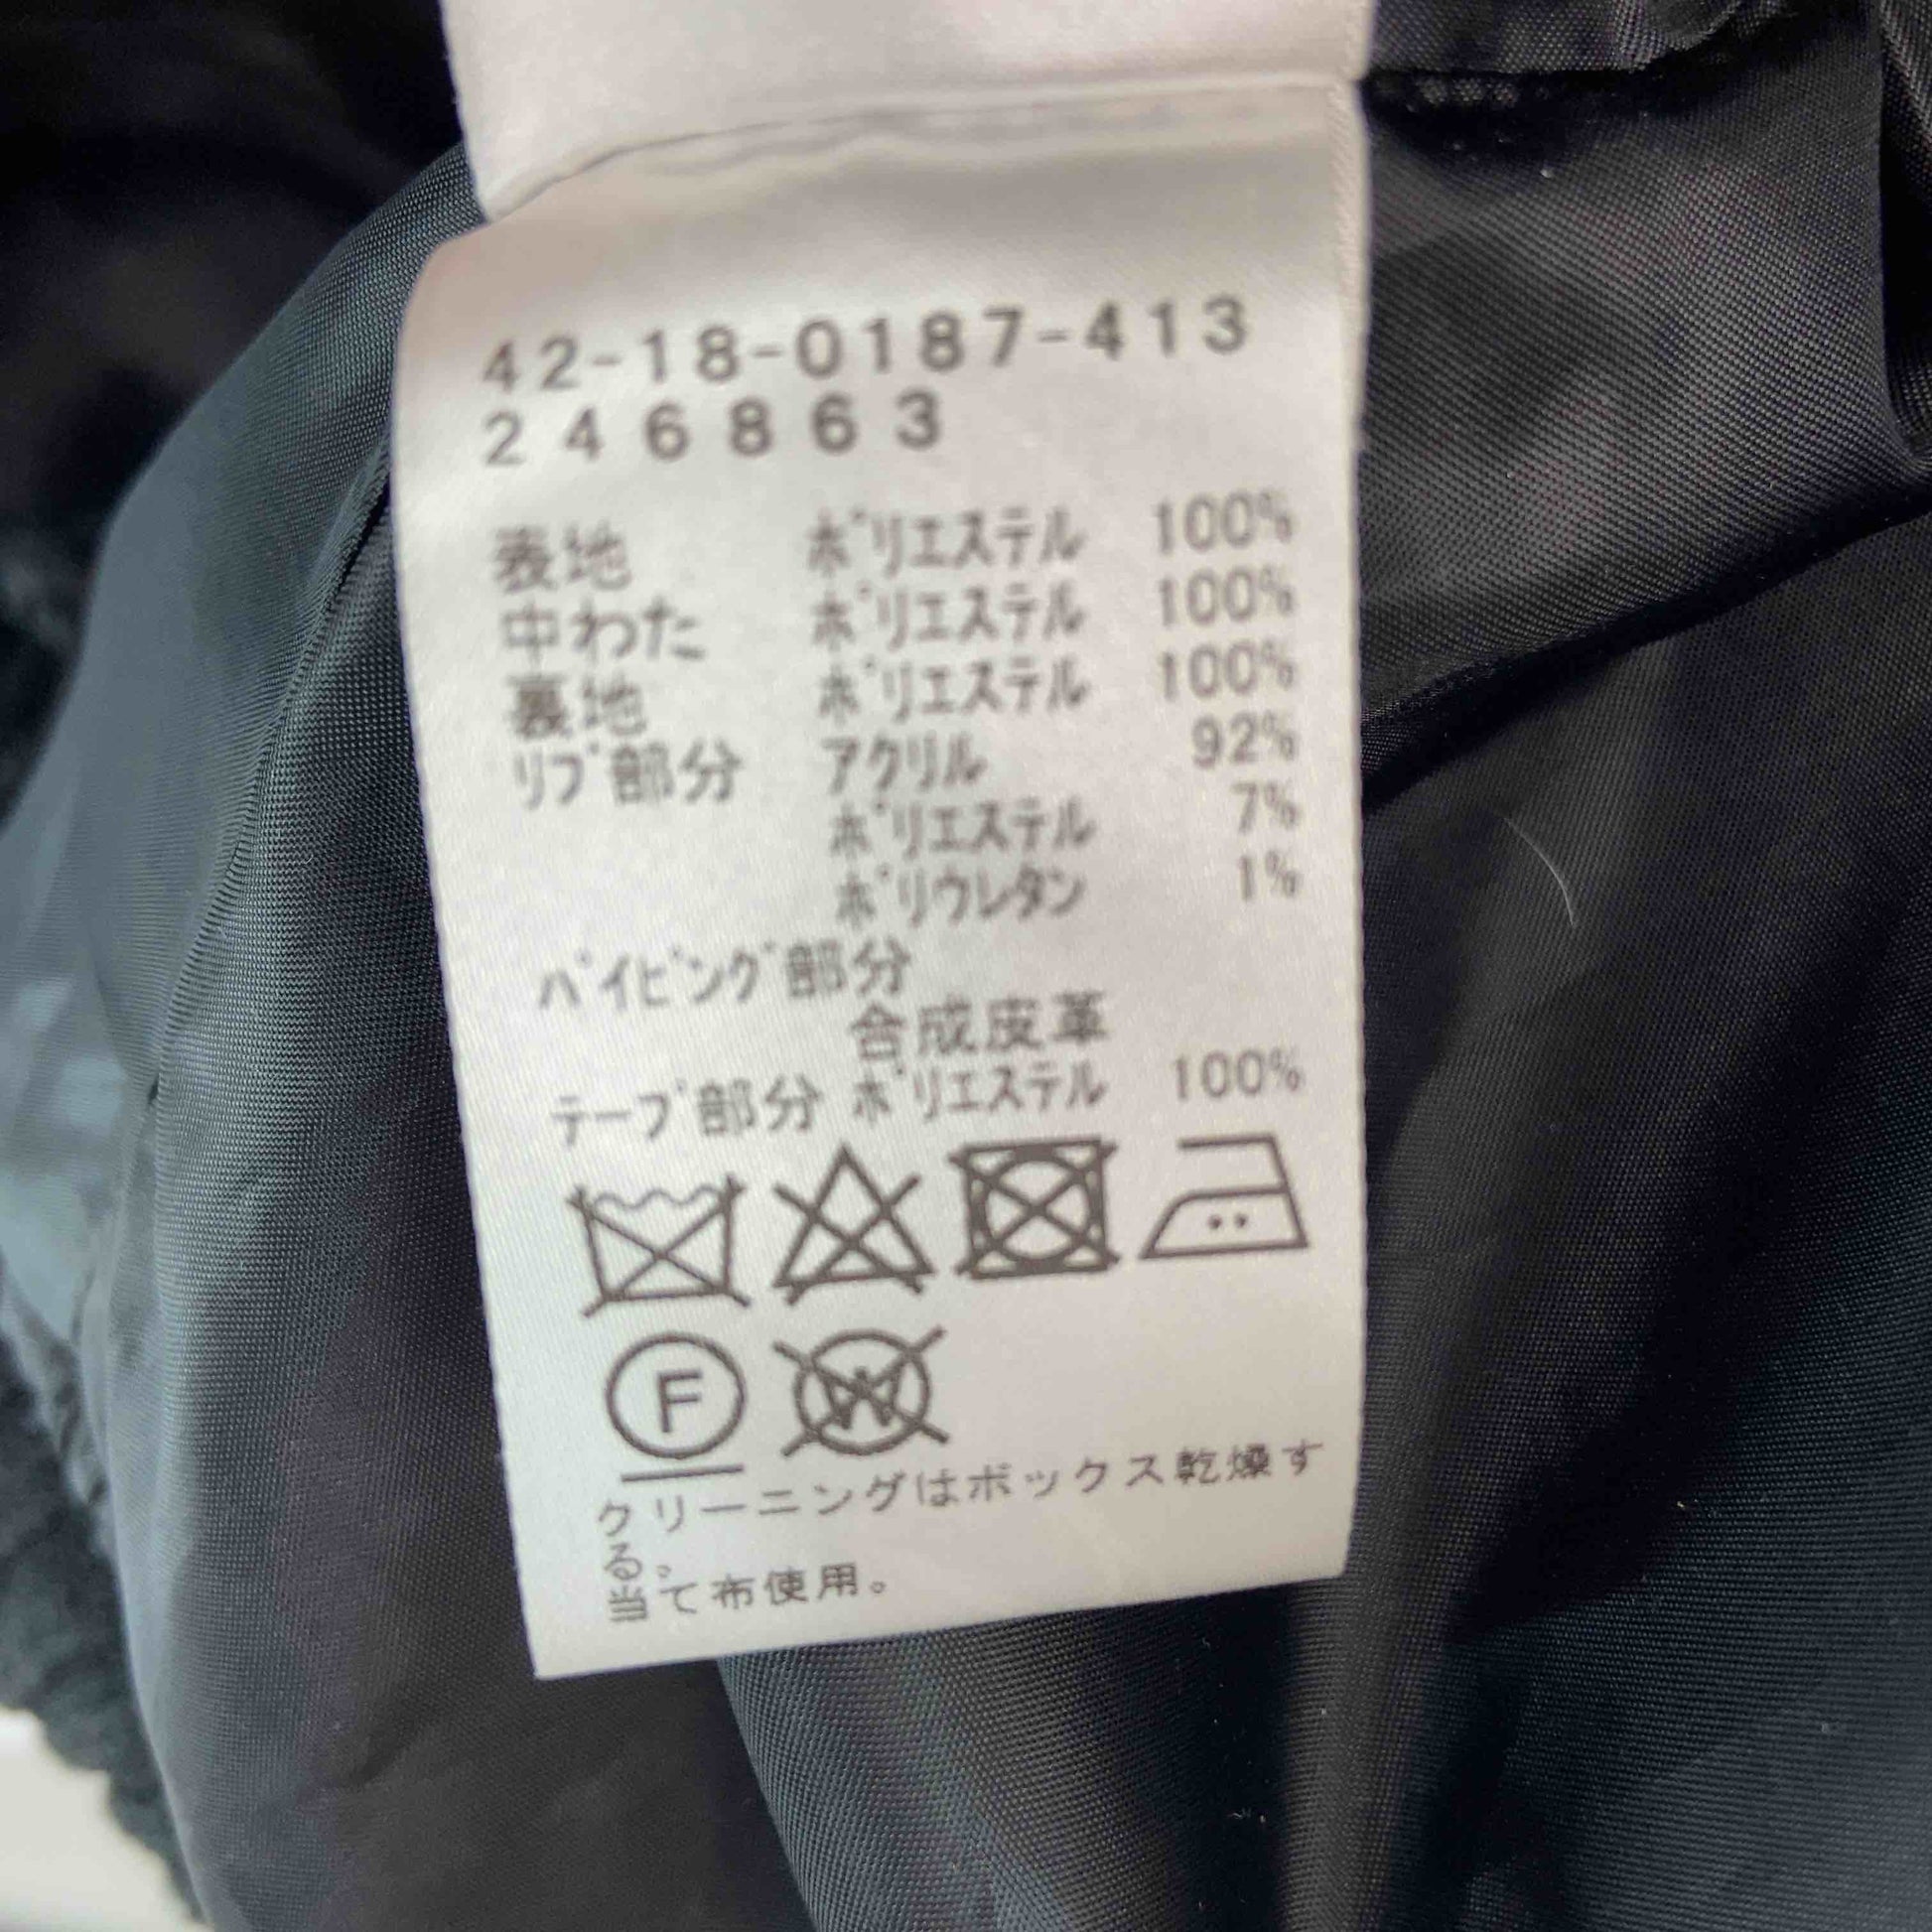 42-18-0187-413
246863
表地 ポリエステル 100%
中わた ポリエステル 100%
裏地 ポリエステル 100%
リブ部分 アクリル 92%
ポリエステル 7%
ポリウレタン 1%
パイピング部分
合成皮革
テープ部分 ポリエステル 100%
F W
クリーニングはボックス乾燥す
る。
当て布使用。